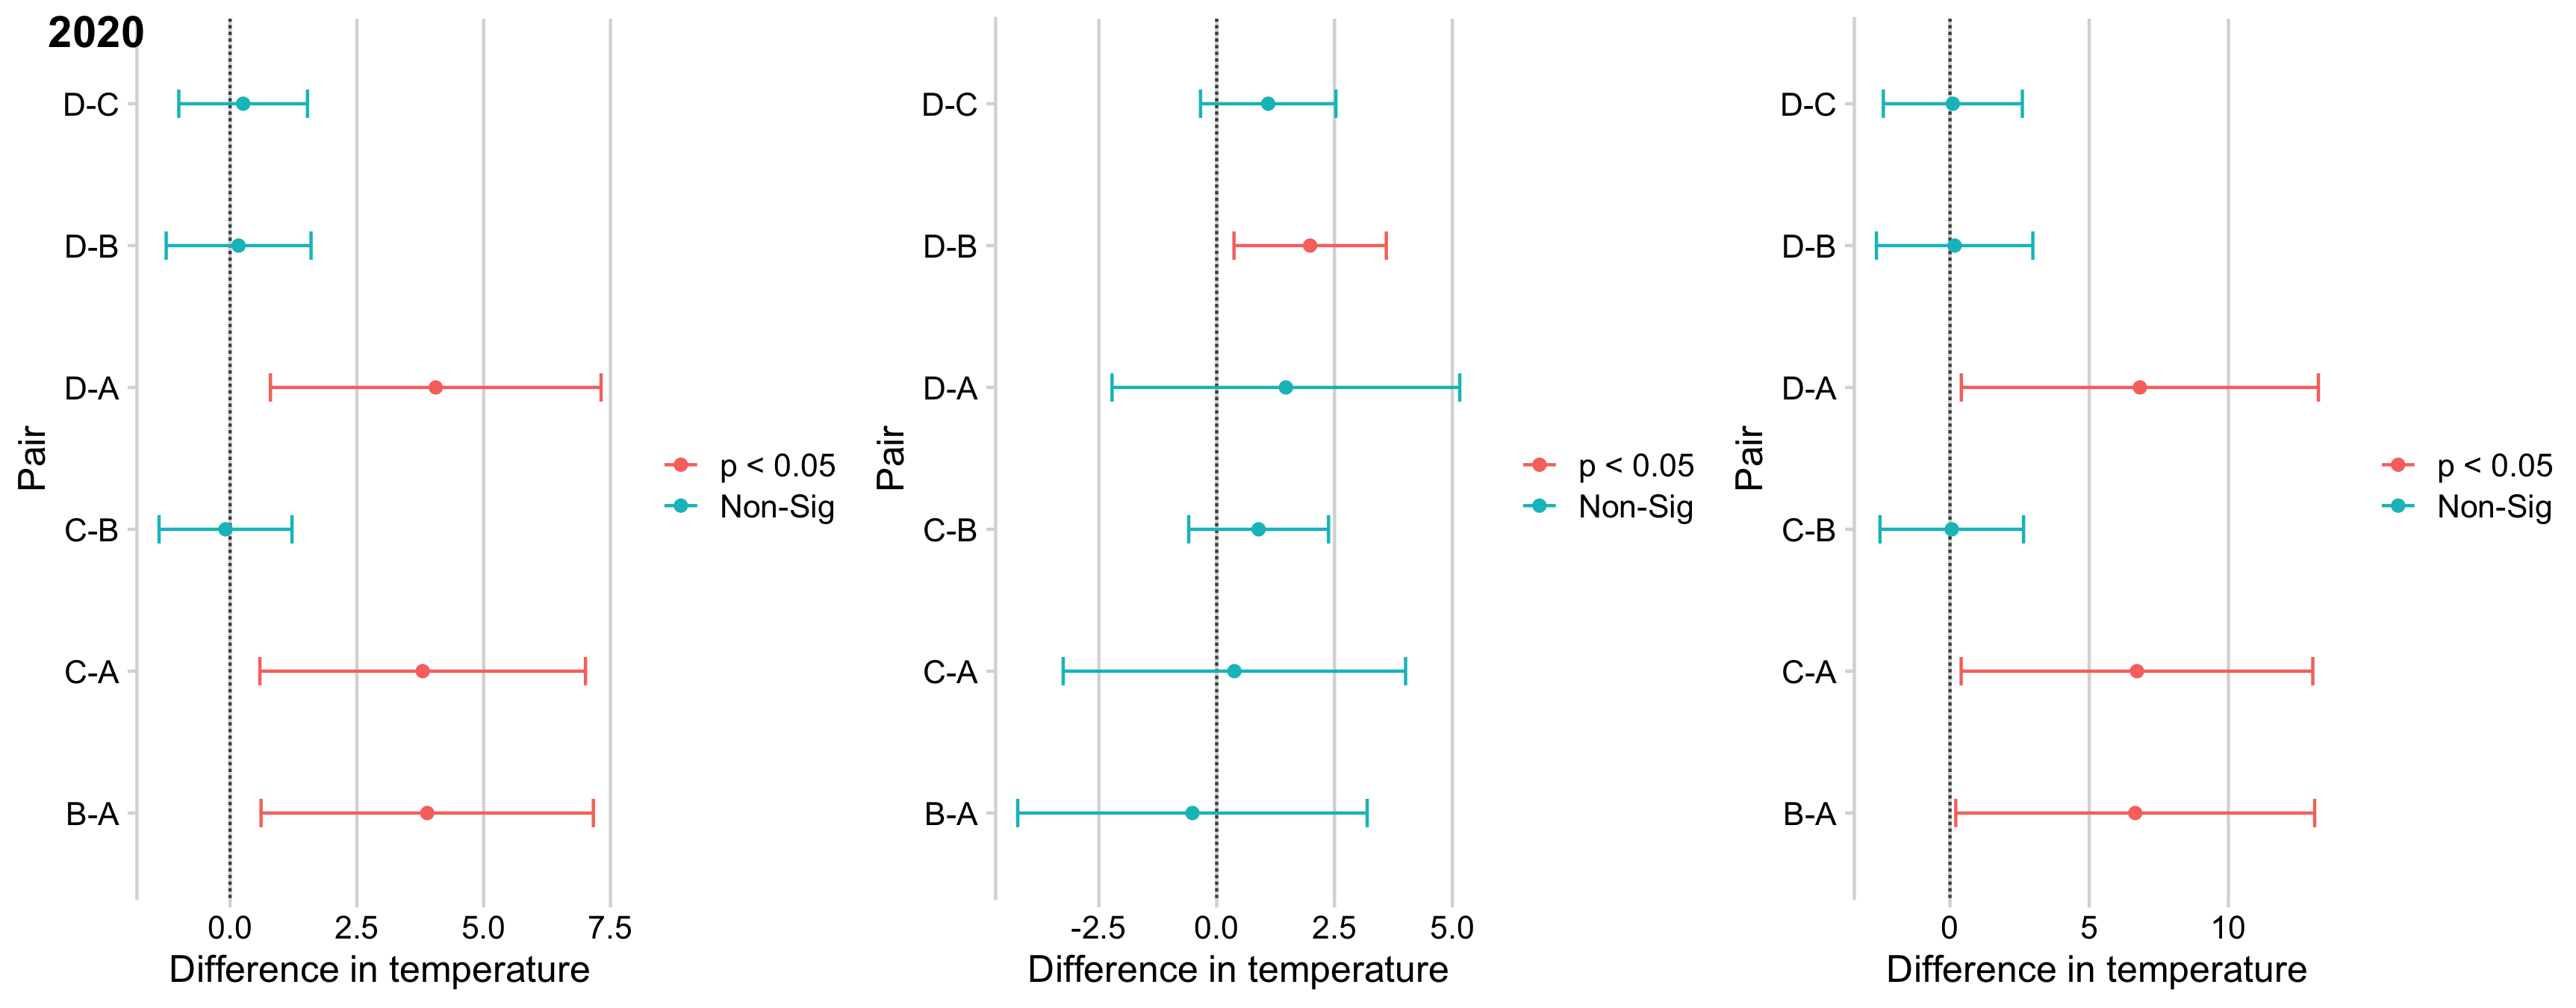 2020
D-C
D-B
D-A
C-B
C-A
B-A
Pair
0.0 2.5 5.0 7.5
Difference in temperature
p < 0.05
Non-Sig
D-C
D-B
D-A
C-B
C-A
B-A
Pair
-2.5 0.0 2.5 5.0
Difference in temperature
p < 0.05
Non-Sig
D-C
D-B
D-A
C-B
C-A
B-A
Pair
0 5 10
Difference in temperature
p < 0.05
Non-Sig